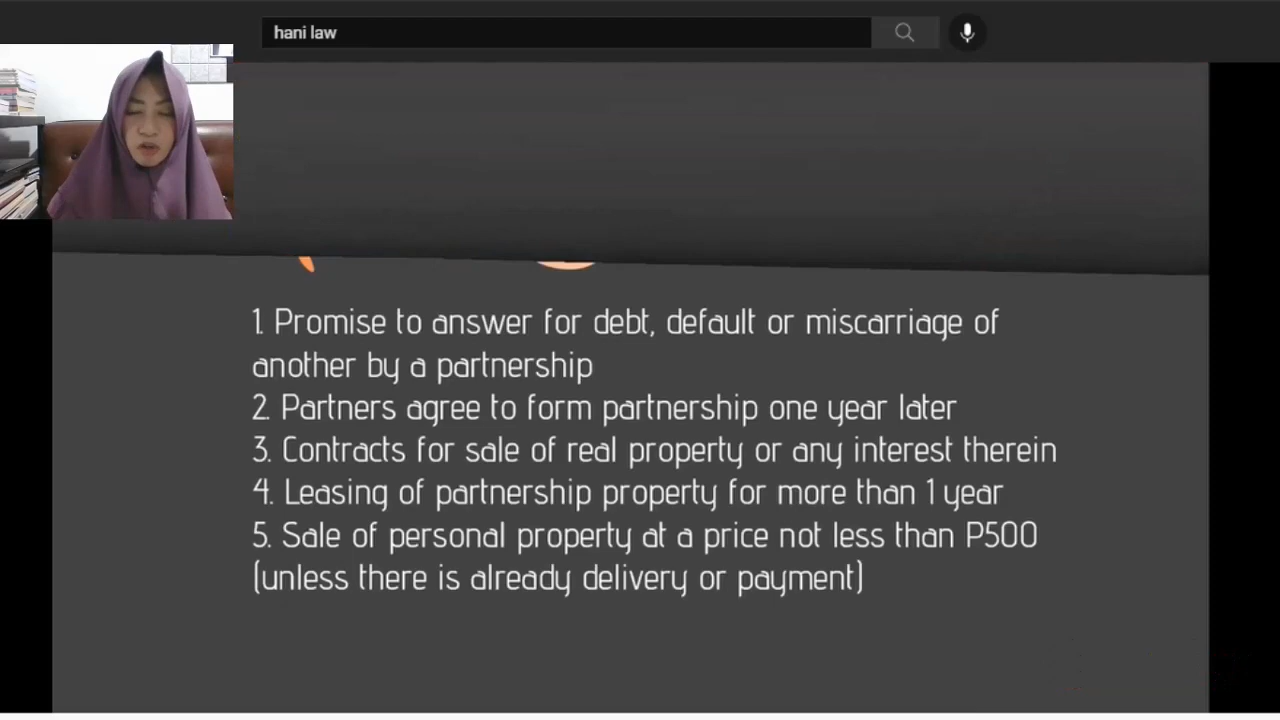 hani law
1. Promise to answer for debt, default or miscarriage of
another by a partnership
2. Partners agree to form partnership one year later
3. Contracts for sale of real property or any interest therein
4. Leasing of partnership property for more than 1 year
5. Sale of personal property at a price not less than P500
(unless there is already delivery or payment)